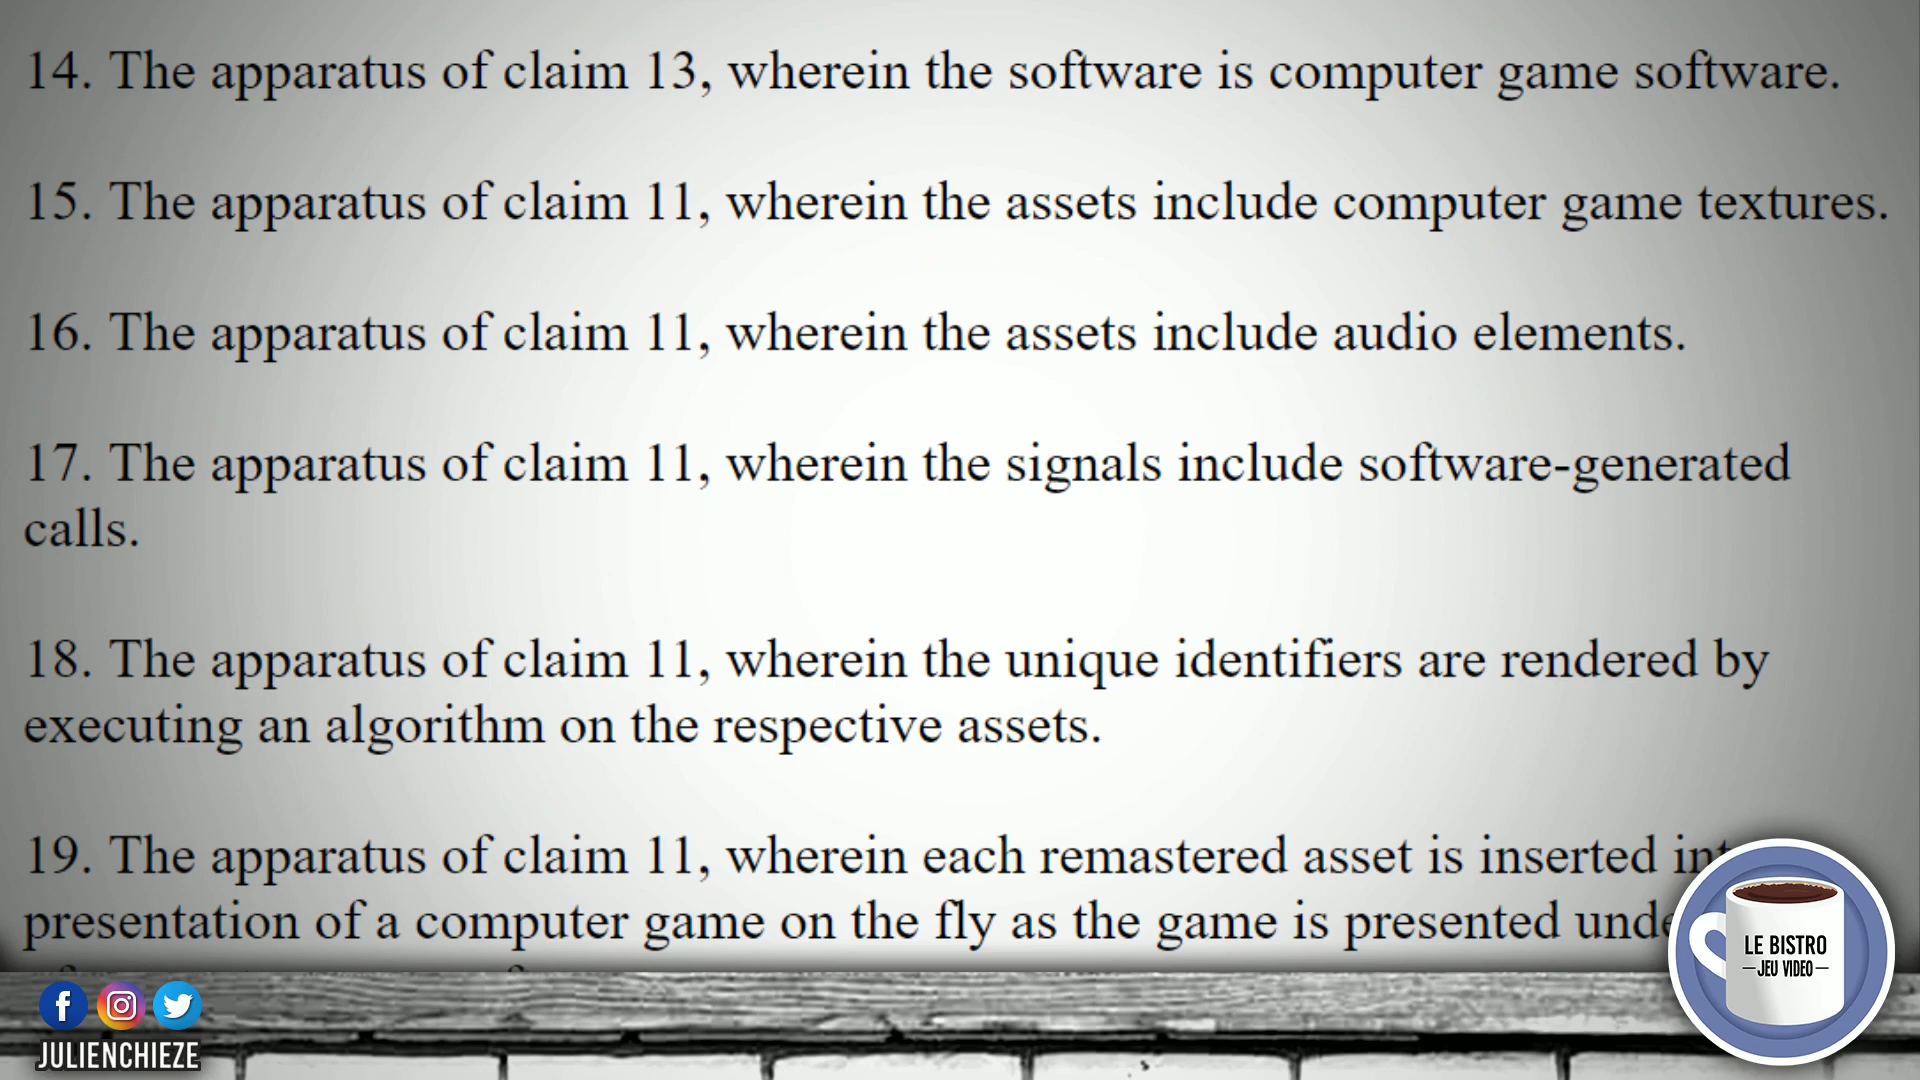 14. The apparatus of claim 13, wherein the software is computer game software.
15. The apparatus of claim 11, wherein the assets include computer game textures.
16. The apparatus of claim 11, wherein the assets include audio elements.
17. The apparatus of claim 11, wherein the signals include software-generated
calls.
18. The apparatus of claim 11, wherein the unique identifiers are rendered by
executing an algorithm on the respective assets.
19. The apparatus of claim 11, wherein each remastered asset is inserted
presentation of a computer game on the fly as the game is presented
LE BISTRO
JEU VIDEO
JULIENCHIEZE